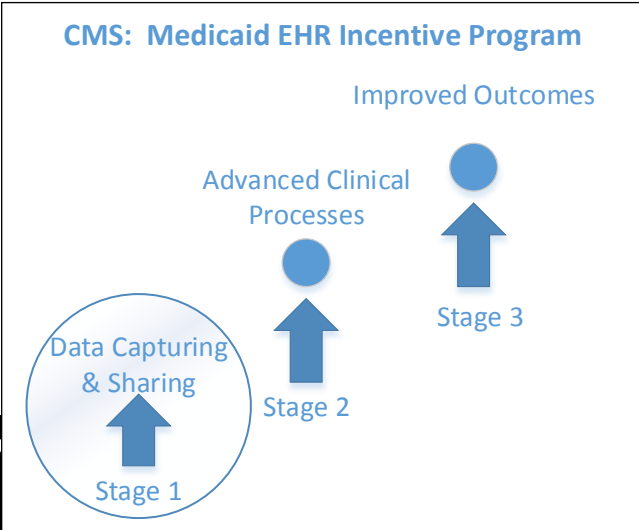 CMS:  Medicaid EHR Incentive Program
Improved Outcomes
Advanced Clinical
Processes
Stage 3
Data Capturing
& Sharing
Stage 2
Stage 1